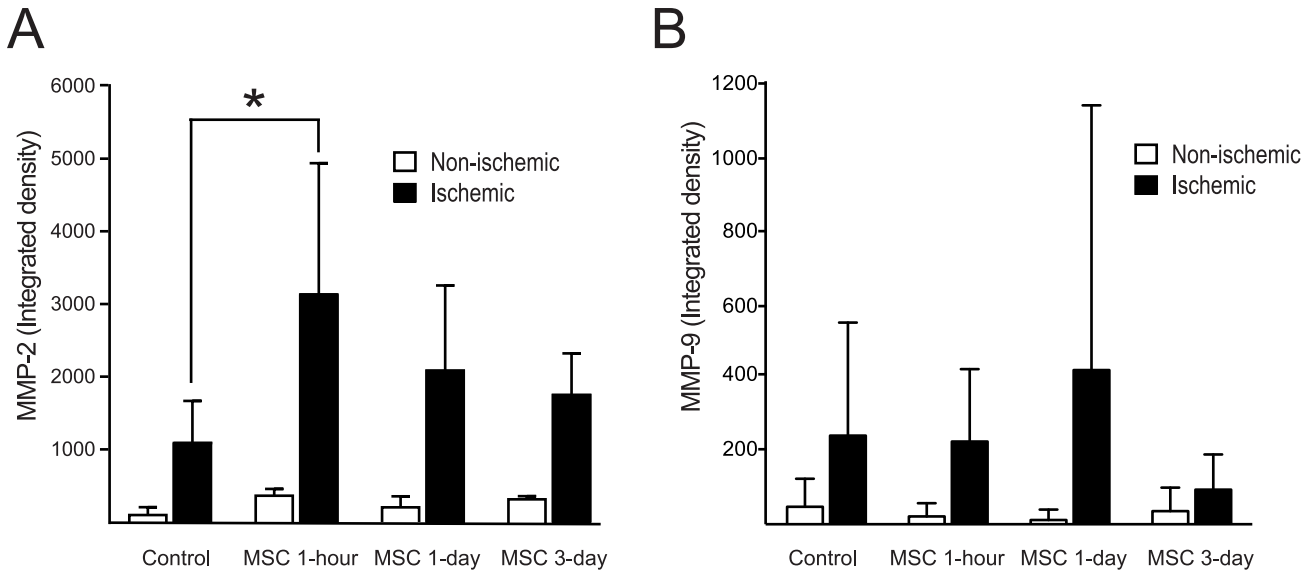 A
MMP-2 (Integrated density)
6000
5000
4000
3000
2000
1000
*
Non-ischemic
Ischemic
Control MSC 1-hour MSC 1-day MSC 3-day
B
MMP-9 (Integrated density)
1200
1000
800
600
400
200
Non-ischemic
Ischemic
Control MSC 1-hour MSC 1-day MSC 3-day